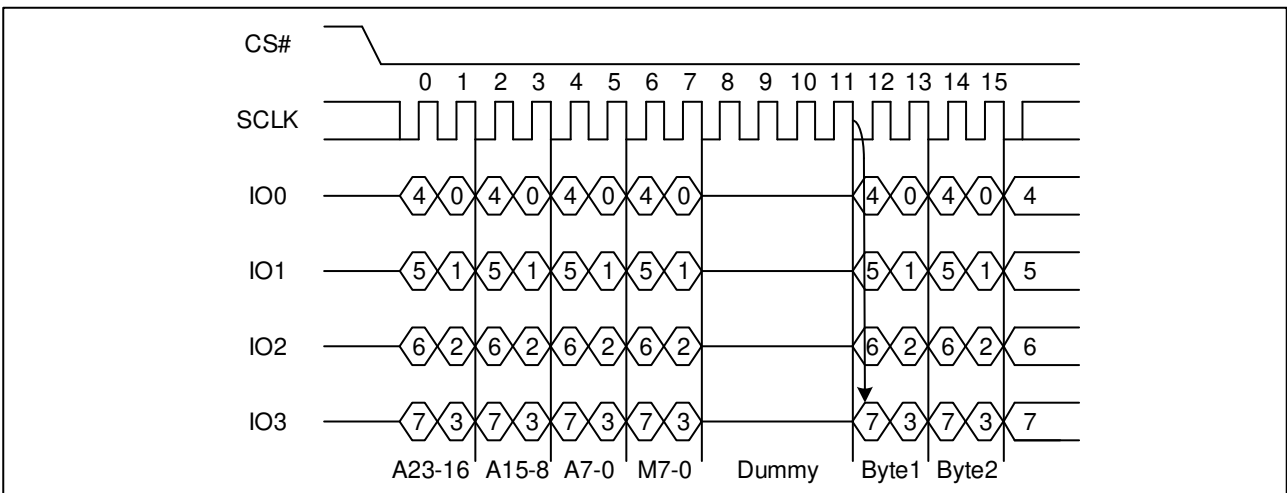 CS#
0 1 2 3 4 5 6 7 8 9 10 11 12 13 14 15
SCLK
IO0 4 0 4 0 4 0 4 0 4 0 4 0 4
IO1 5 1 5 1 5 1 5 1 5 1 5 1 5
IO2 6 2 6 2 6 2 6 2 6 2 6 2 6
IO3 7 3 7 3 7 3 7 3 7 3 7 3 7
A23-16 A15-8 A7-0 M7-0 Dummy Byte1 Byte2